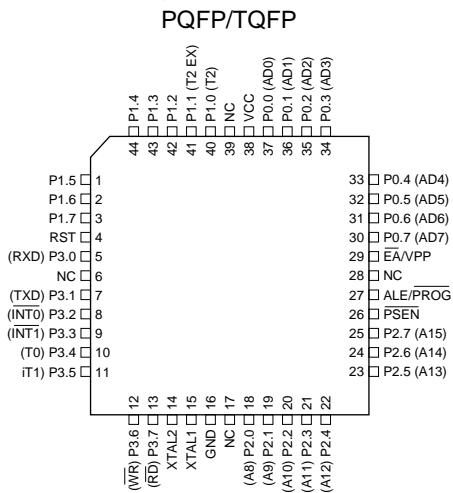 PQFP/TQFP
P1.4
P1.3
P1.2
P1.1 (T2 EX)
P1.0 (T2)
NC
VCC
P0.0 (AD0)
P0.1 (AD1)
P0.2 (AD2)
P0.3 (AD3)
44
43
42
41
40
39
38
37
36
35
34
P1.5 1
P1.6 2
P1.7 3
RST 4
(RXD) P3.0 5
NC 6
(TXD) P3.1 7
(INT0) P3.2 8
(INT1) P3.3 9
(T0) P3.4 10
iT1) P3.5 11
33 P0.4 (AD4)
32 P0.5 (AD5)
31 P0.6 (AD6)
30 P0.7 (AD7)
29 EA/VPP
28 NC
27 ALE/PROG
26 PSEN
25 P2.7 (A15)
24 P2.6 (A14)
23 P2.5 (A13)
12
13
14
15
16
17
18
19
20
21
22
(WR) P3.6
(RD) P3.7
XTAL2
XTAL1
GND
NC
(A8) P2.0
(A9) P2.1
(A10) P2.2
(A11) P2.3
(A12) P2.4